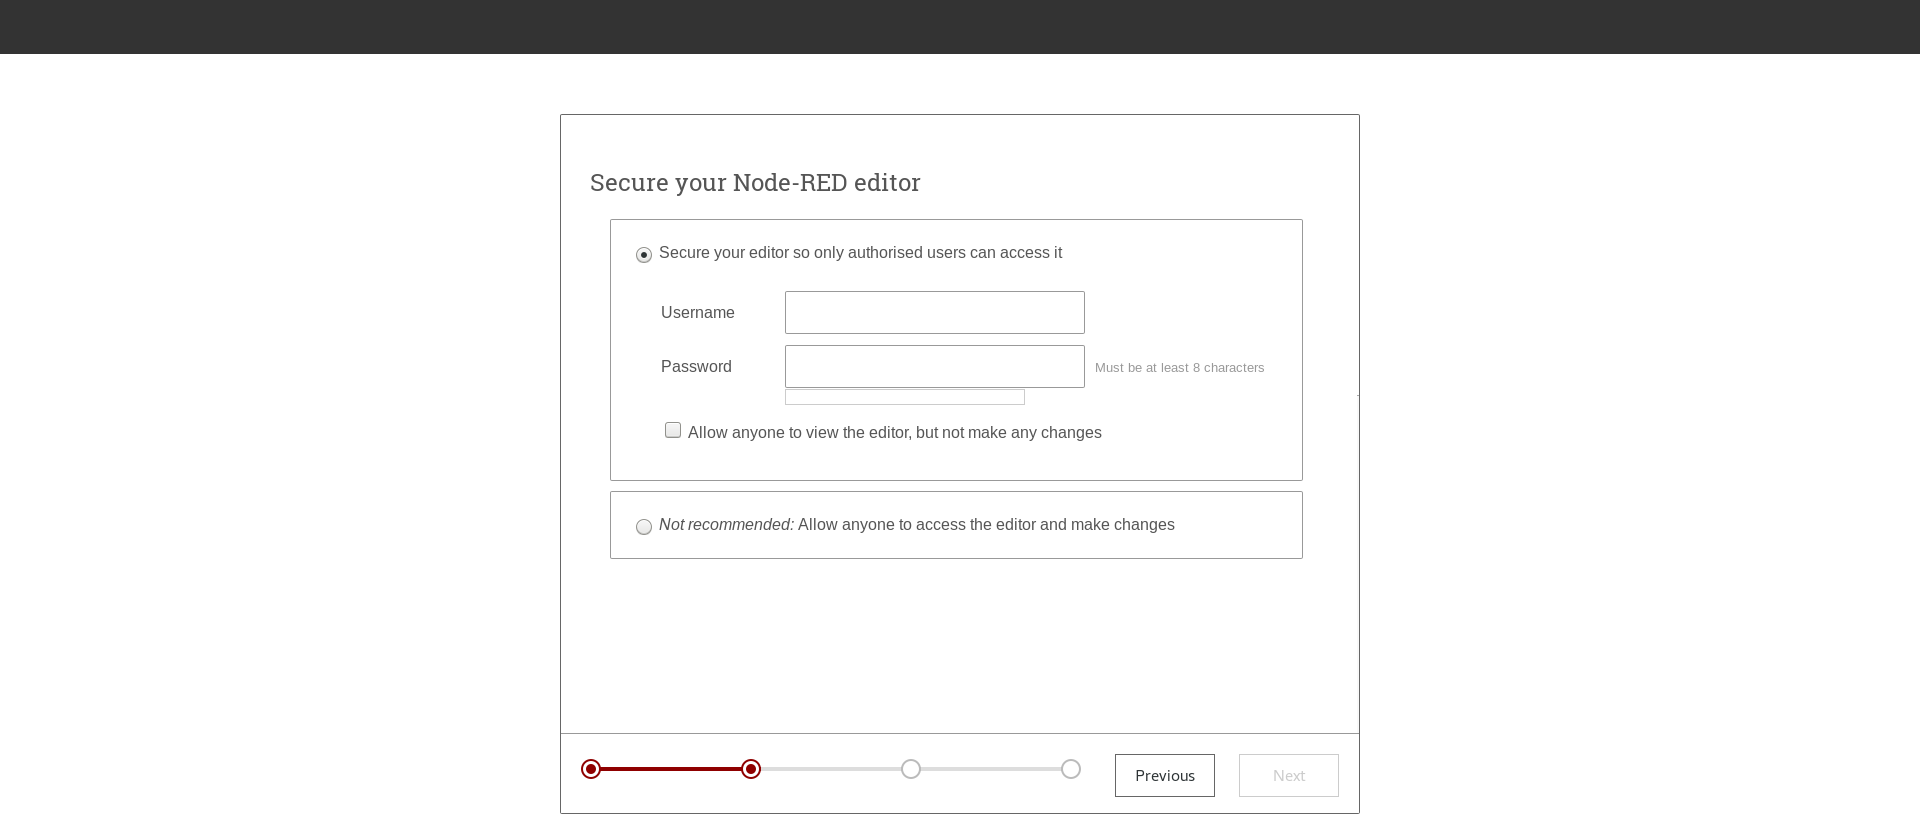 Secure your Node-RED editor
Secure your editor so only authorised users can access it
Username
Password
Must be at least 8 characters
Allow anyone to view the editor, but not make any changes
Not recommended: Allow anyone to access the editor and make changes
Previous
Next